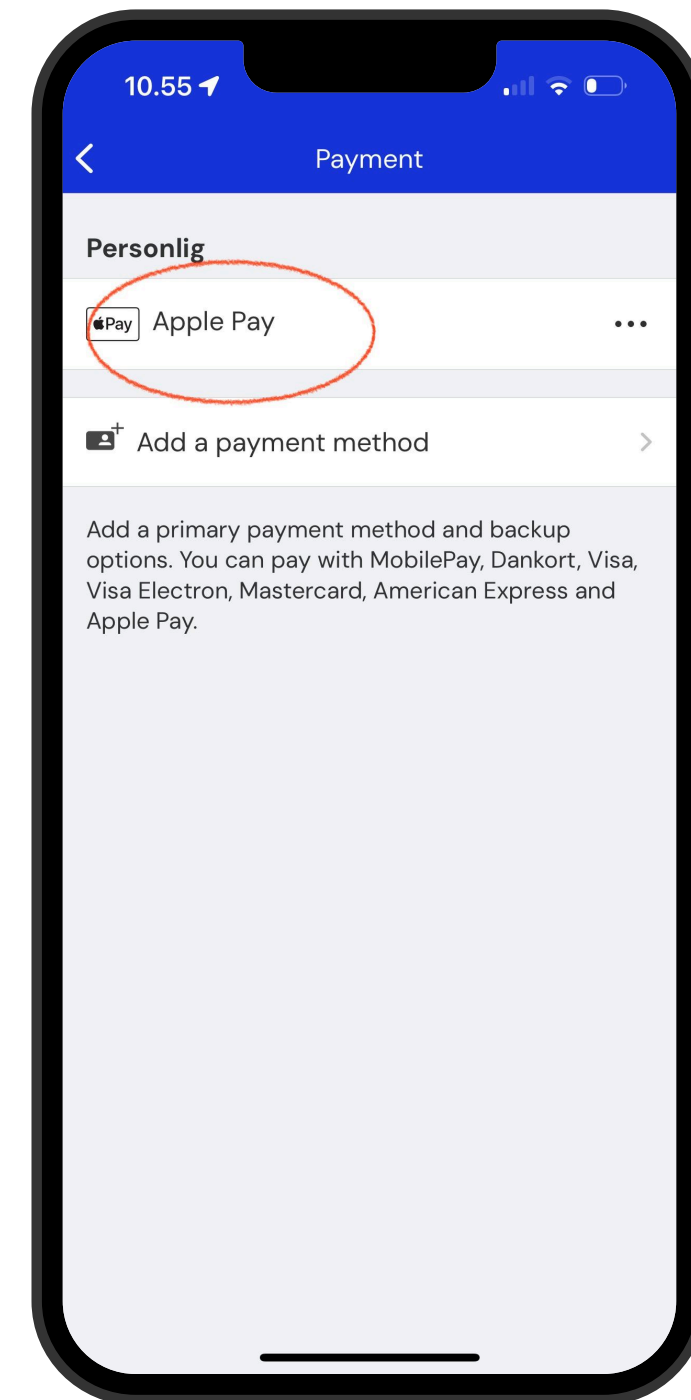 10.55
Payment
Personlig
Pay Apple Pay
Add a payment method
Add a primary payment method and backup
options. You can pay with MobilePay, Dankort, Visa,
Visa Electron, Mastercard, American Express and
Apple Pay.